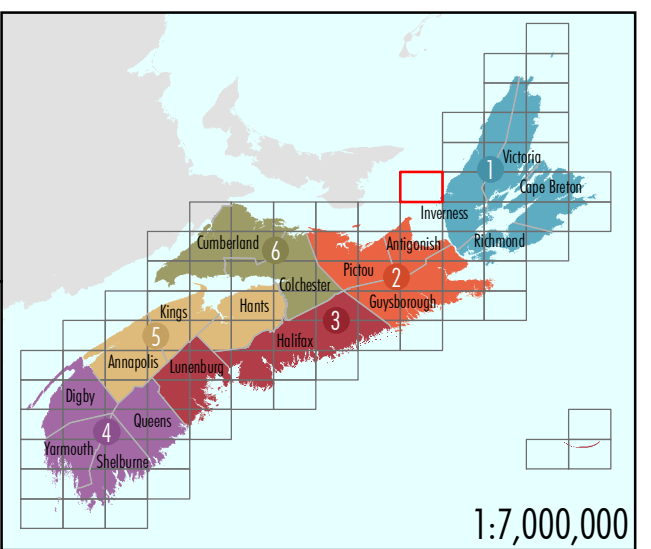 Victoria
1
Cape Breton
Inverness
Richmond
Cumberland
6
Antigonish
Pictou
2
Colchester
Guysborough
Kings
Hants
3
5
Halifax
Annapolis
Lunenburg
Digby
Queens
4
Yarmouth
Shelburne
1:7,000,000